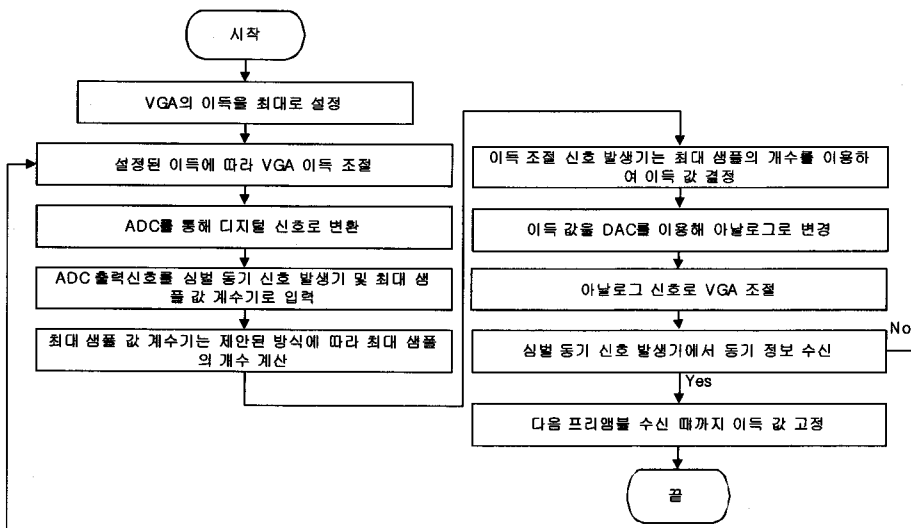 시작
VGA의 이득을 최대로 설정
설정된 이득에 따라 VGA 이득 조절
ADC를 통해 디지털 신호로 변환
ADC 출력신호를 심벌 동기 신호 발생기 및 최대 샘
플 값 계수기로 입력
최대 샘플 값 계수기는 제안된 방식에 따라 최대 샘플
의 개수 계산
이득 조절 신호 발생기는 최대 샘플의 개수를 이용하
여 이득 값 결정
이득 값을 DAC를 이용해 아날로그로 변경
아날로그 신호로 VGA 조절
심벌 동기 신호 발생기에서 동기 정보 수신
No
Yes
다음 프리앰블 수신 때까지 이득 값 고정
끝